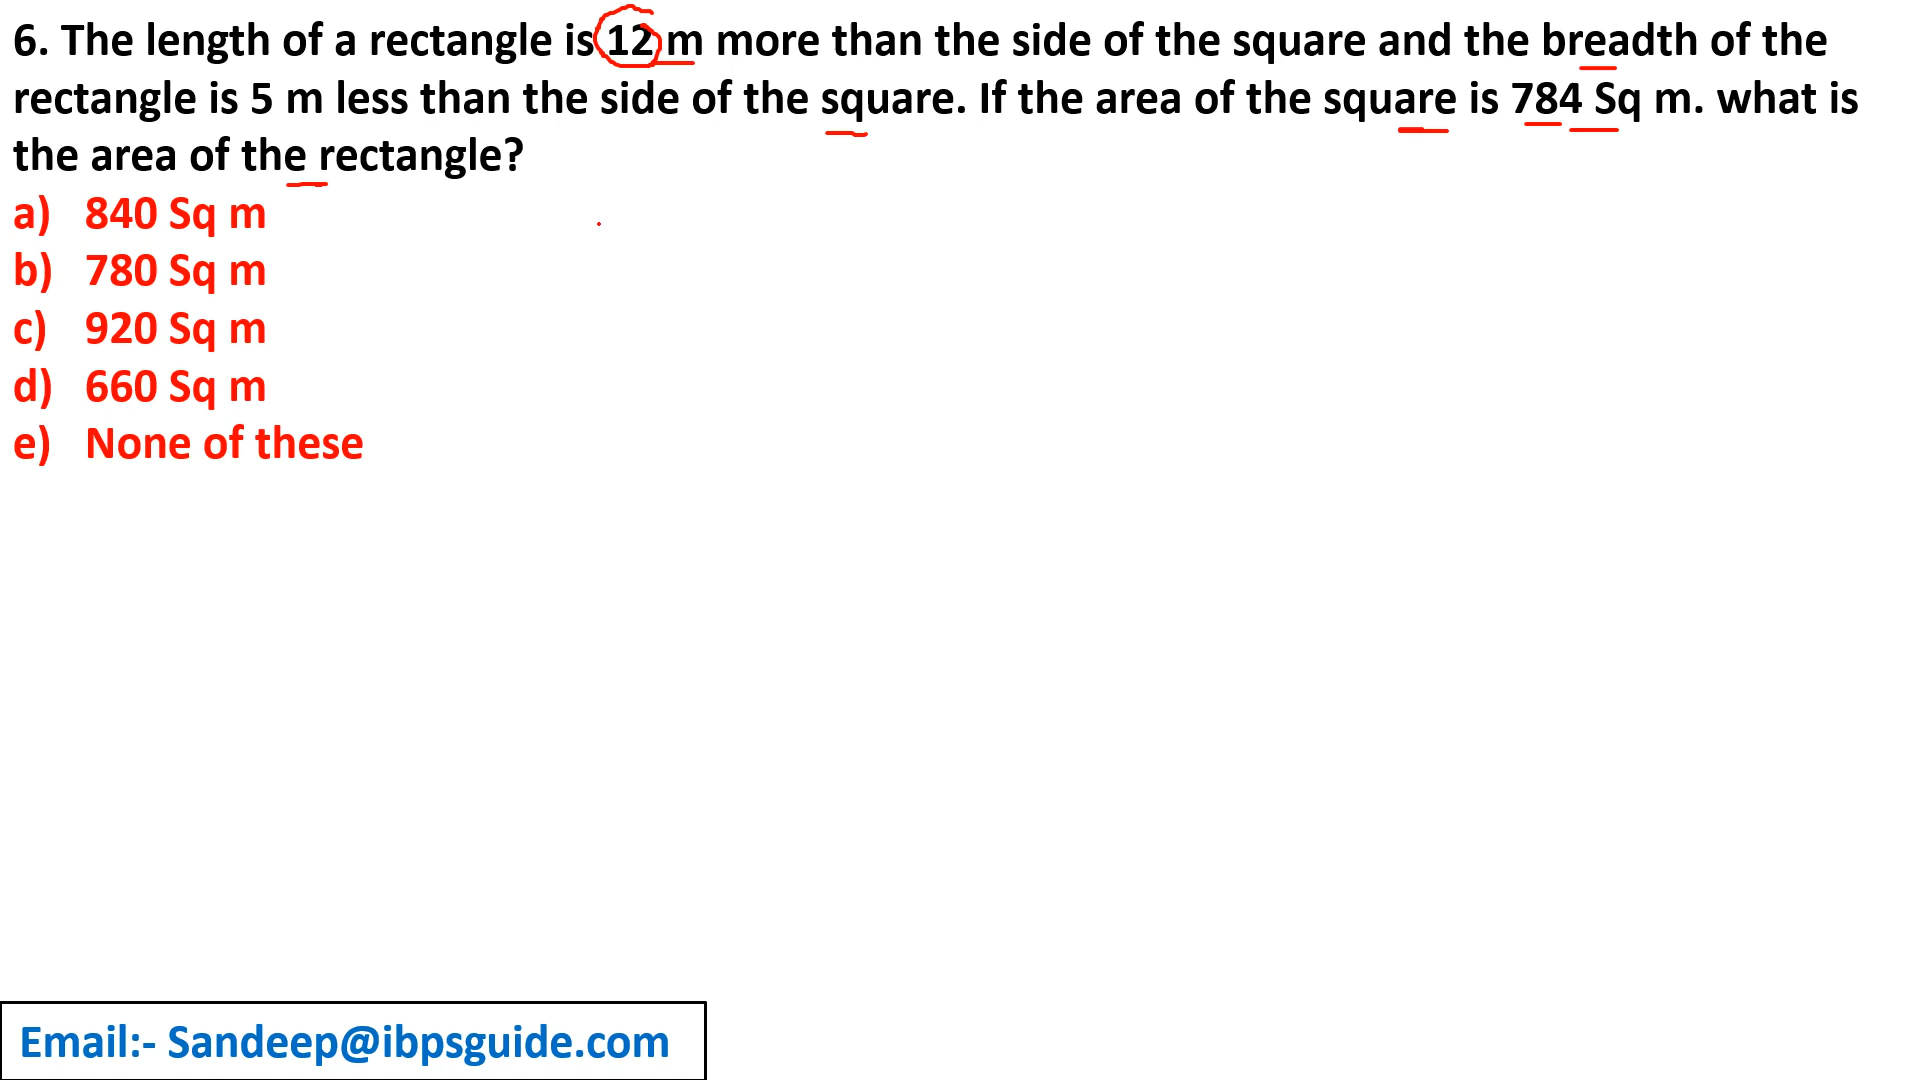 6. The length of a rectangle is 12 m more than the side of the square and the breadth of the
rectangle is 5 m less than the side of the square. If the area of the square is 784 Sq m. what is
the area of the rectangle?
a) 840 Sq m
b) 780 Sq m
c) 920 Sq m
d) 660 Sq m
e) None of these
Email:- Sandeep@ibpsguide.com